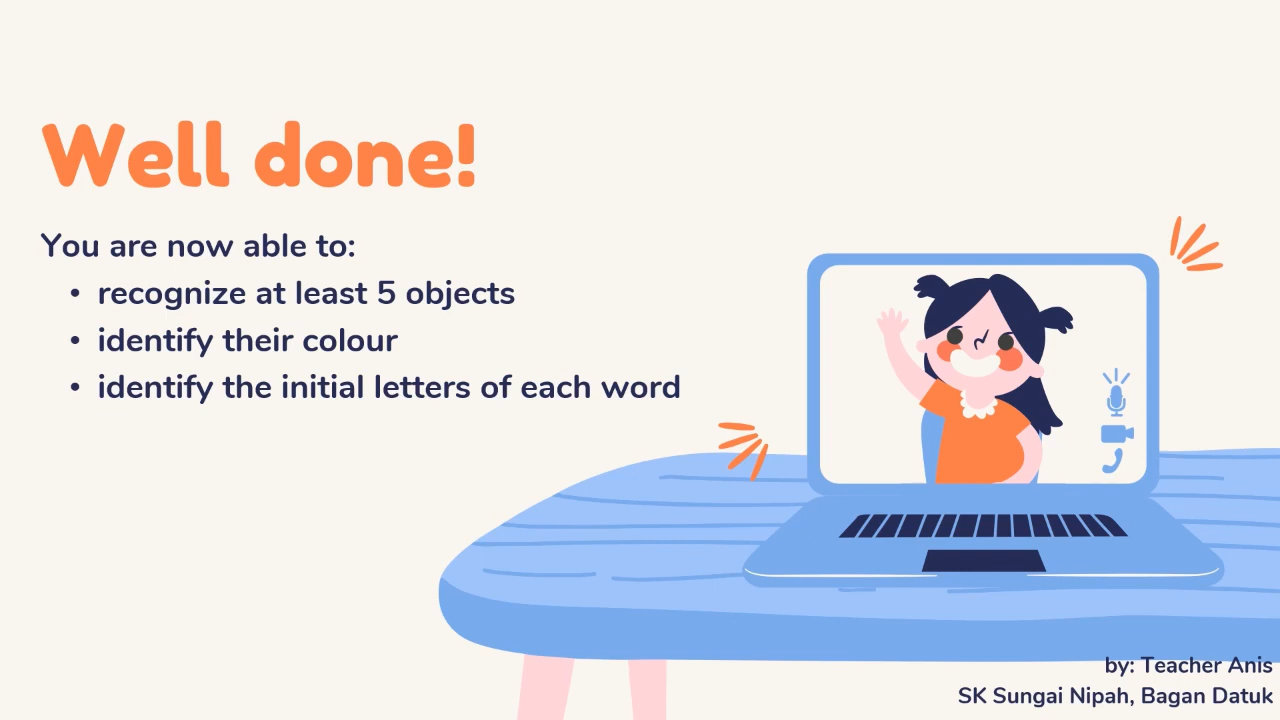 Well done!
You are now able to:
• recognize at least 5 objects
• identify their colour
• identify the initial letters of each word
by: Teacher Anis
SK Sungai Nipah, Bagan Datuk